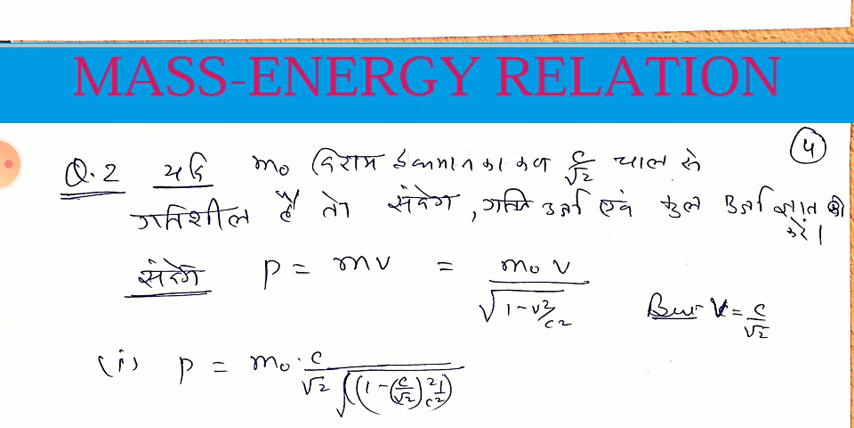 MASS-ENERGY RELATION
(4)
Q.2 यदि m₀ विराम द्रव्यमान का कण c/√2 चाल से
गतिशील है तो संवेग, गतिज ऊर्जा एवं कुल ऊर्जा ज्ञात करें।
संवेग P = mv = m₀v / √(1 - v²/c²) But v = c/√2
(i) P = m₀·c / √2 √((1 - (c/√2)² 1/c²)